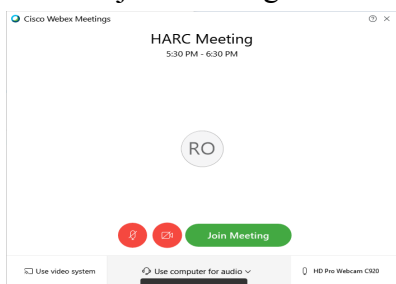 Cisco Webex Meetings
HARC Meeting
5:30 PM - 6:30 PM
RO
Join Meeting
Use video system
Use computer for audio
HD Pro Webcam C920